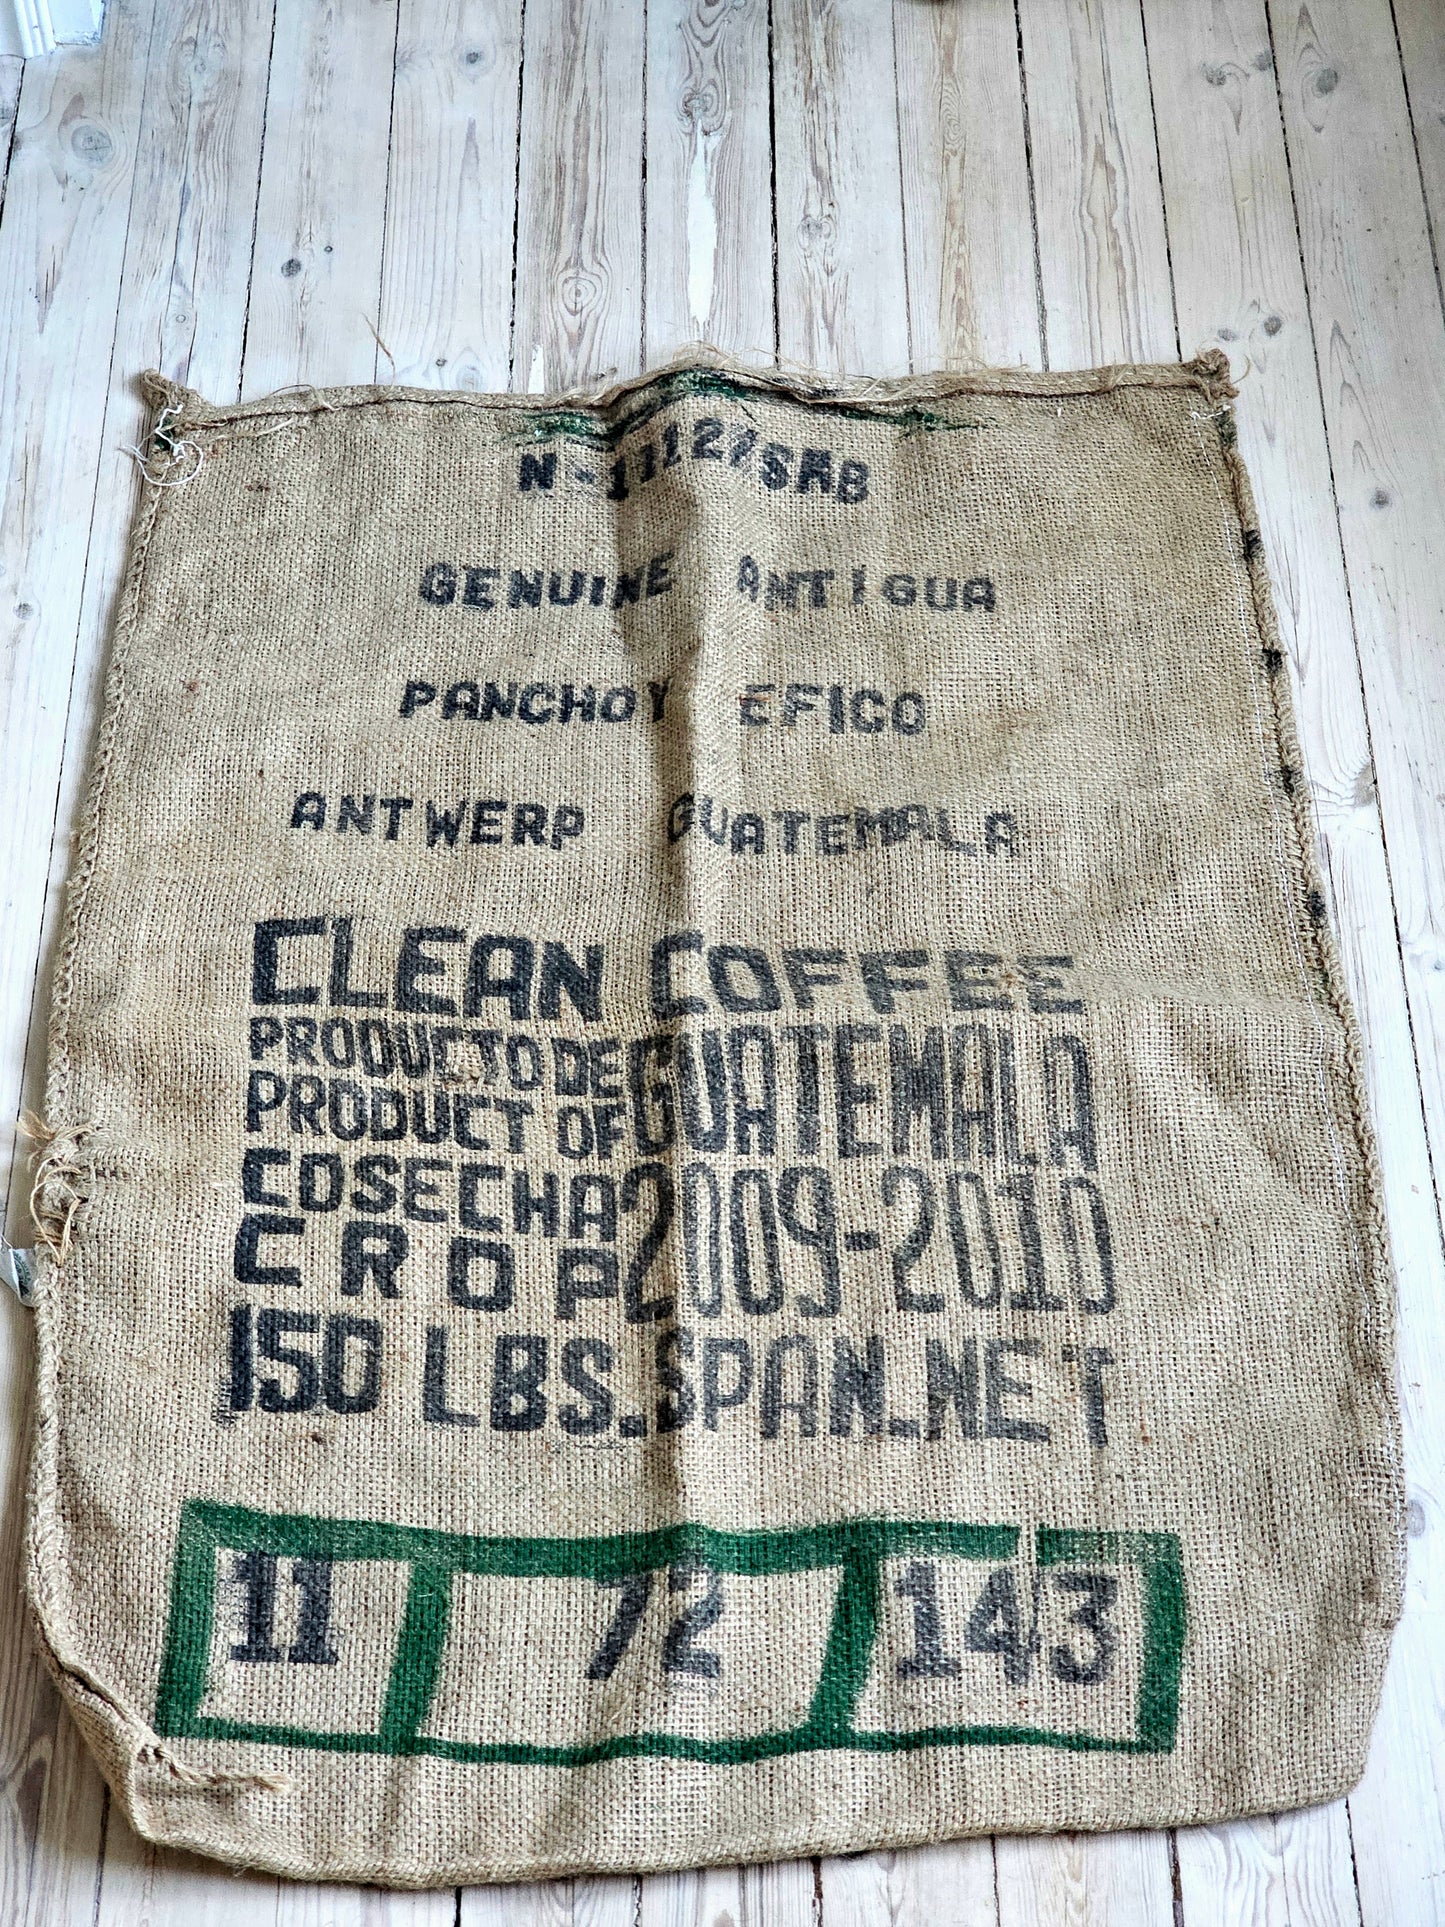 GENUINE ANTIGUA
PANCHOY EFICO
ANTWERP GUATEMALA
CLEAN COFFEE
PRODUCTO DE GUATEMALA
PRODUCT OF
COSECHA 2009-2010
CROP
150 LBS.SPAN.NET
11 72 143